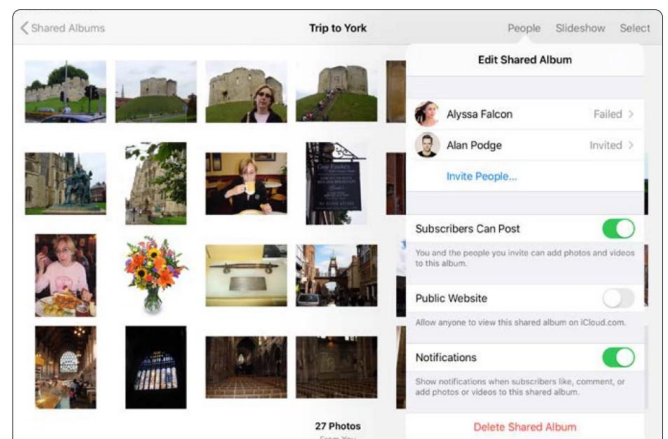 Shared Albums
Trip to York
People Slideshow Select
Edit Shared Album
Alyssa Falcon Failed
Alan Podge Invited
Invite People...
Subscribers Can Post
You and the people you invite can add photos and videos
to this album.
Public Website
Allow anyone to view this shared album on iCloud.com.
Notifications
Show notifications when subscribers like, comment, or
add photos or videos to this shared album.
27 Photos
From You
Delete Shared Album